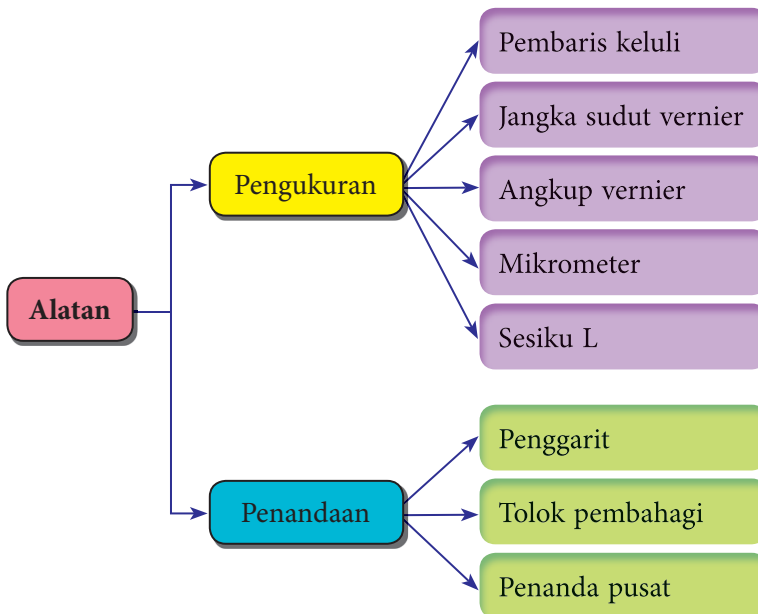 Alatan
Pengukuran
Pembaris keluli
Jangka sudut vernier
Angkup vernier
Mikrometer
Sesiku L
Penandaan
Penggarit
Tolok pembahagi
Penanda pusat